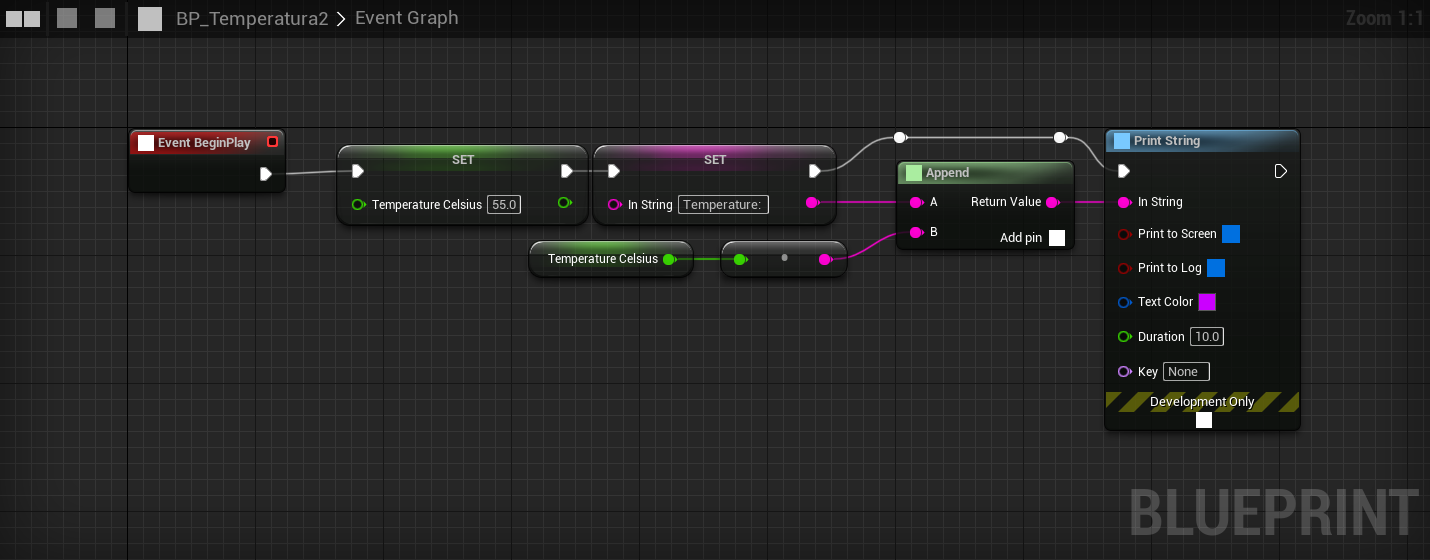 BP_Temperatura2 > Event Graph
Zoom 1:1
Event BeginPlay
SET
Temperature Celsius 55.0
SET
In String Temperature:
Temperature Celsius
Append
A Return Value
B
Add pin
Print String
In String
Print to Screen
Print to Log
Text Color
Duration 10.0
Key None
Development Only
BLUEPRINT